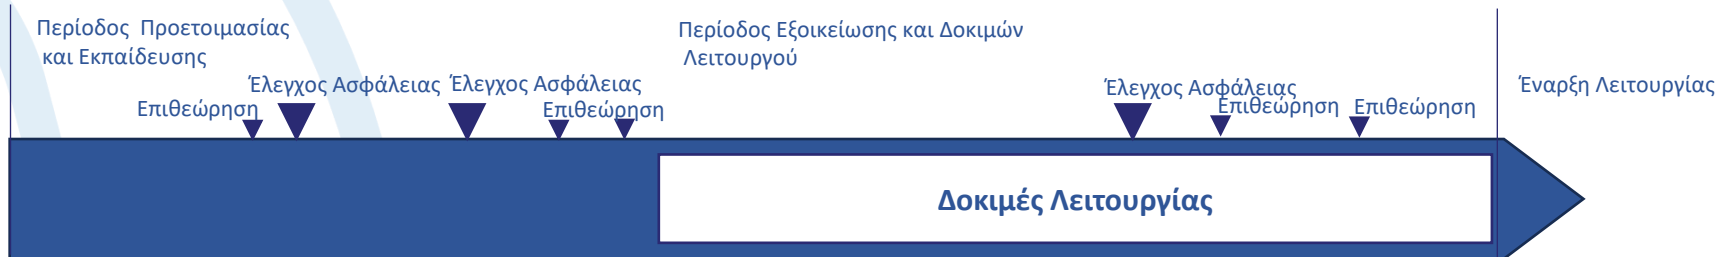 Περίοδος Προετοιμασίας
και Εκπαίδευσης
Περίοδος Εξοικείωσης και Δοκιμών
Λειτουργού
Έλεγχος Ασφάλειας
Έλεγχος Ασφάλειας
Έλεγχος Ασφάλειας
Έναρξη Λειτουργίας
Επιθεώρηση
Επιθεώρηση
Επιθεώρηση
Επιθεώρηση
Δοκιμές Λειτουργίας